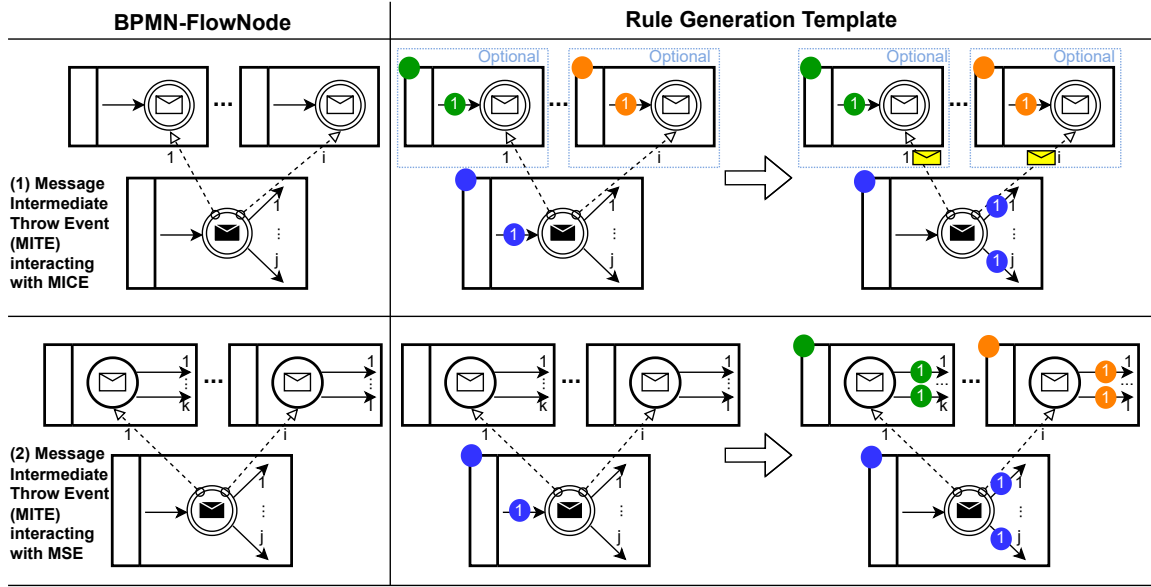 BPMN-FlowNode
Rule Generation Template
(1) Message
Intermediate
Throw Event
(MITE)
interacting
with MICE
...
1
i
1
...
j
Optional
Optional
1
1
...
1
i
1
Optional
Optional
1
1
...
1
i
1
1
...
1
j
(2) Message
Intermediate
Throw Event
(MITE)
interacting
with MSE
1
...
k
...
1
...
l
1
i
1
...
j
1
...
k
...
1
...
l
1
i
1
1
...
j
1
1
...
1
k
...
1
1
...
1
l
1
i
1
1
...
1
j